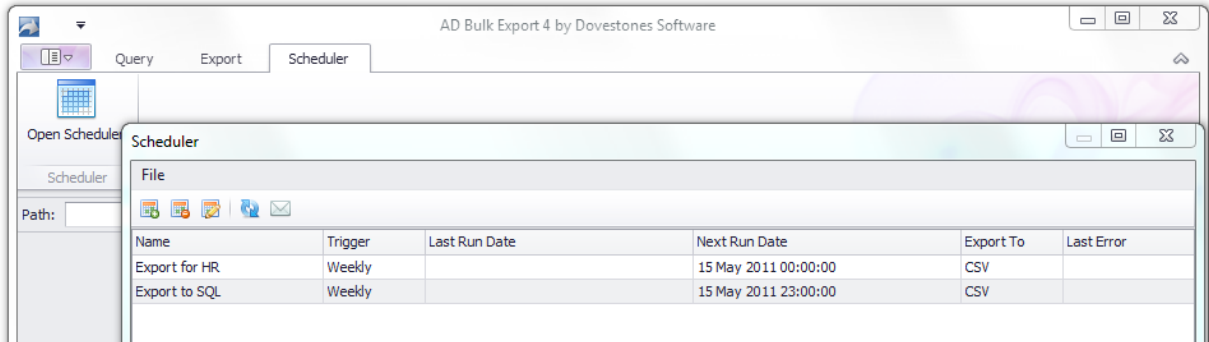 AD Bulk Export 4 by Dovestones Software
Query Export Scheduler
Open Scheduler
Scheduler
Path:
Scheduler
File
Name Trigger Last Run Date Next Run Date Export To Last Error
Export for HR Weekly 15 May 2011 00:00:00 CSV
Export to SQL Weekly 15 May 2011 23:00:00 CSV